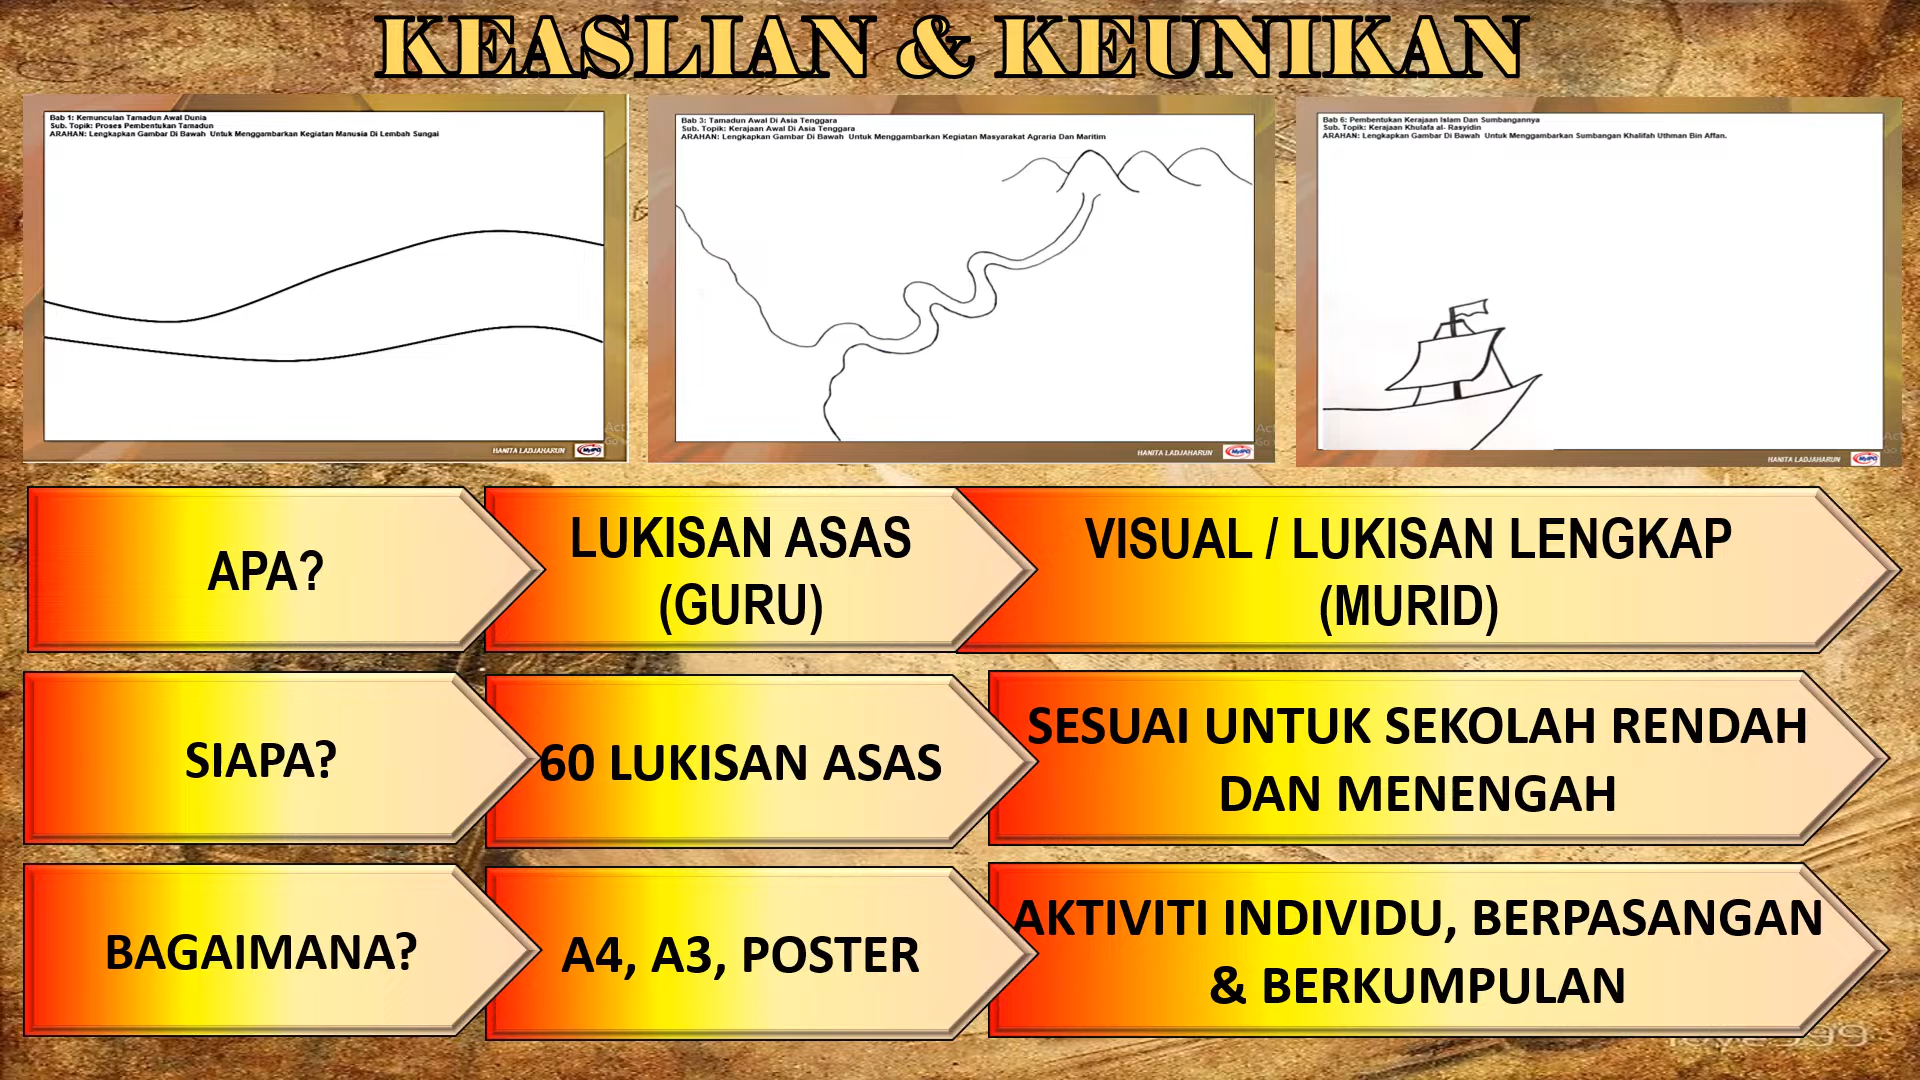 KEASLIAN & KEUNIKAN
Bab 1: Kemunculan Tamadun Awal Dunia
Sub. Topik: Proses Pembentukan Tamadun
ARAHAN: Lengkapkan Gambar Di Bawah Untuk Menggambarkan Kegiatan Manusia Di Lembah Sungai
HANITA LADJAHARUN
Bab 3: Tamadun Awal Di Asia Tenggara
Sub. Topik: Kerajaan Awal Di Asia Tenggara
ARAHAN: Lengkapkan Gambar Di Bawah Untuk Menggambarkan Kegiatan Masyarakat Agraria Dan Maritim
HANITA LADJAHARUN
Bab 6: Pembentukan Kerajaan Islam Dan Sumbangannya
Sub. Topik: Kerajaan Khulafa al- Rasyidin
ARAHAN: Lengkapkan Gambar Di Bawah Untuk Menggambarkan Sumbangan Khalifah Uthman Bin Affan.
HANITA LADJAHARUN
APA?
LUKISAN ASAS
(GURU)
VISUAL / LUKISAN LENGKAP
(MURID)
SIAPA?
60 LUKISAN ASAS
SESUAI UNTUK SEKOLAH RENDAH
DAN MENENGAH
BAGAIMANA?
A4, A3, POSTER
AKTIVITI INDIVIDU, BERPASANGAN
& BERKUMPULAN